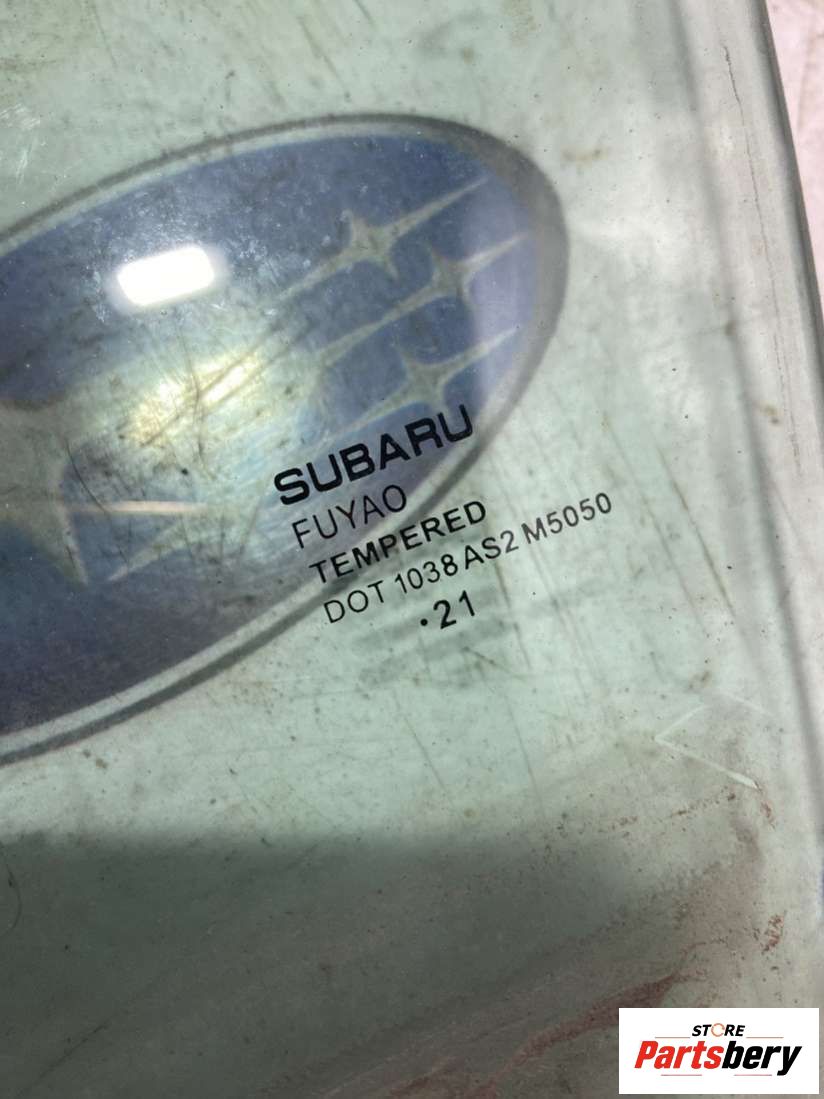 SUBARU
FUYAO
TEMPERED
DOT 1038 AS2 M5050
·21
STORE
Partsbery